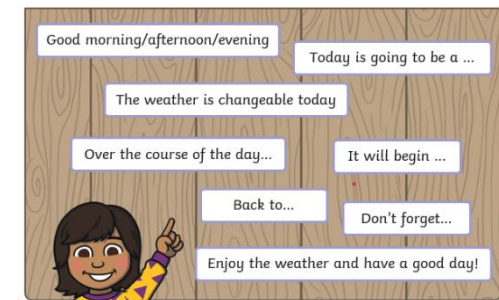 Good morning/afternoon/evening
Today is going to be a ...
The weather is changeable today
Over the course of the day...
It will begin ...
Back to...
Don't forget...
Enjoy the weather and have a good day!